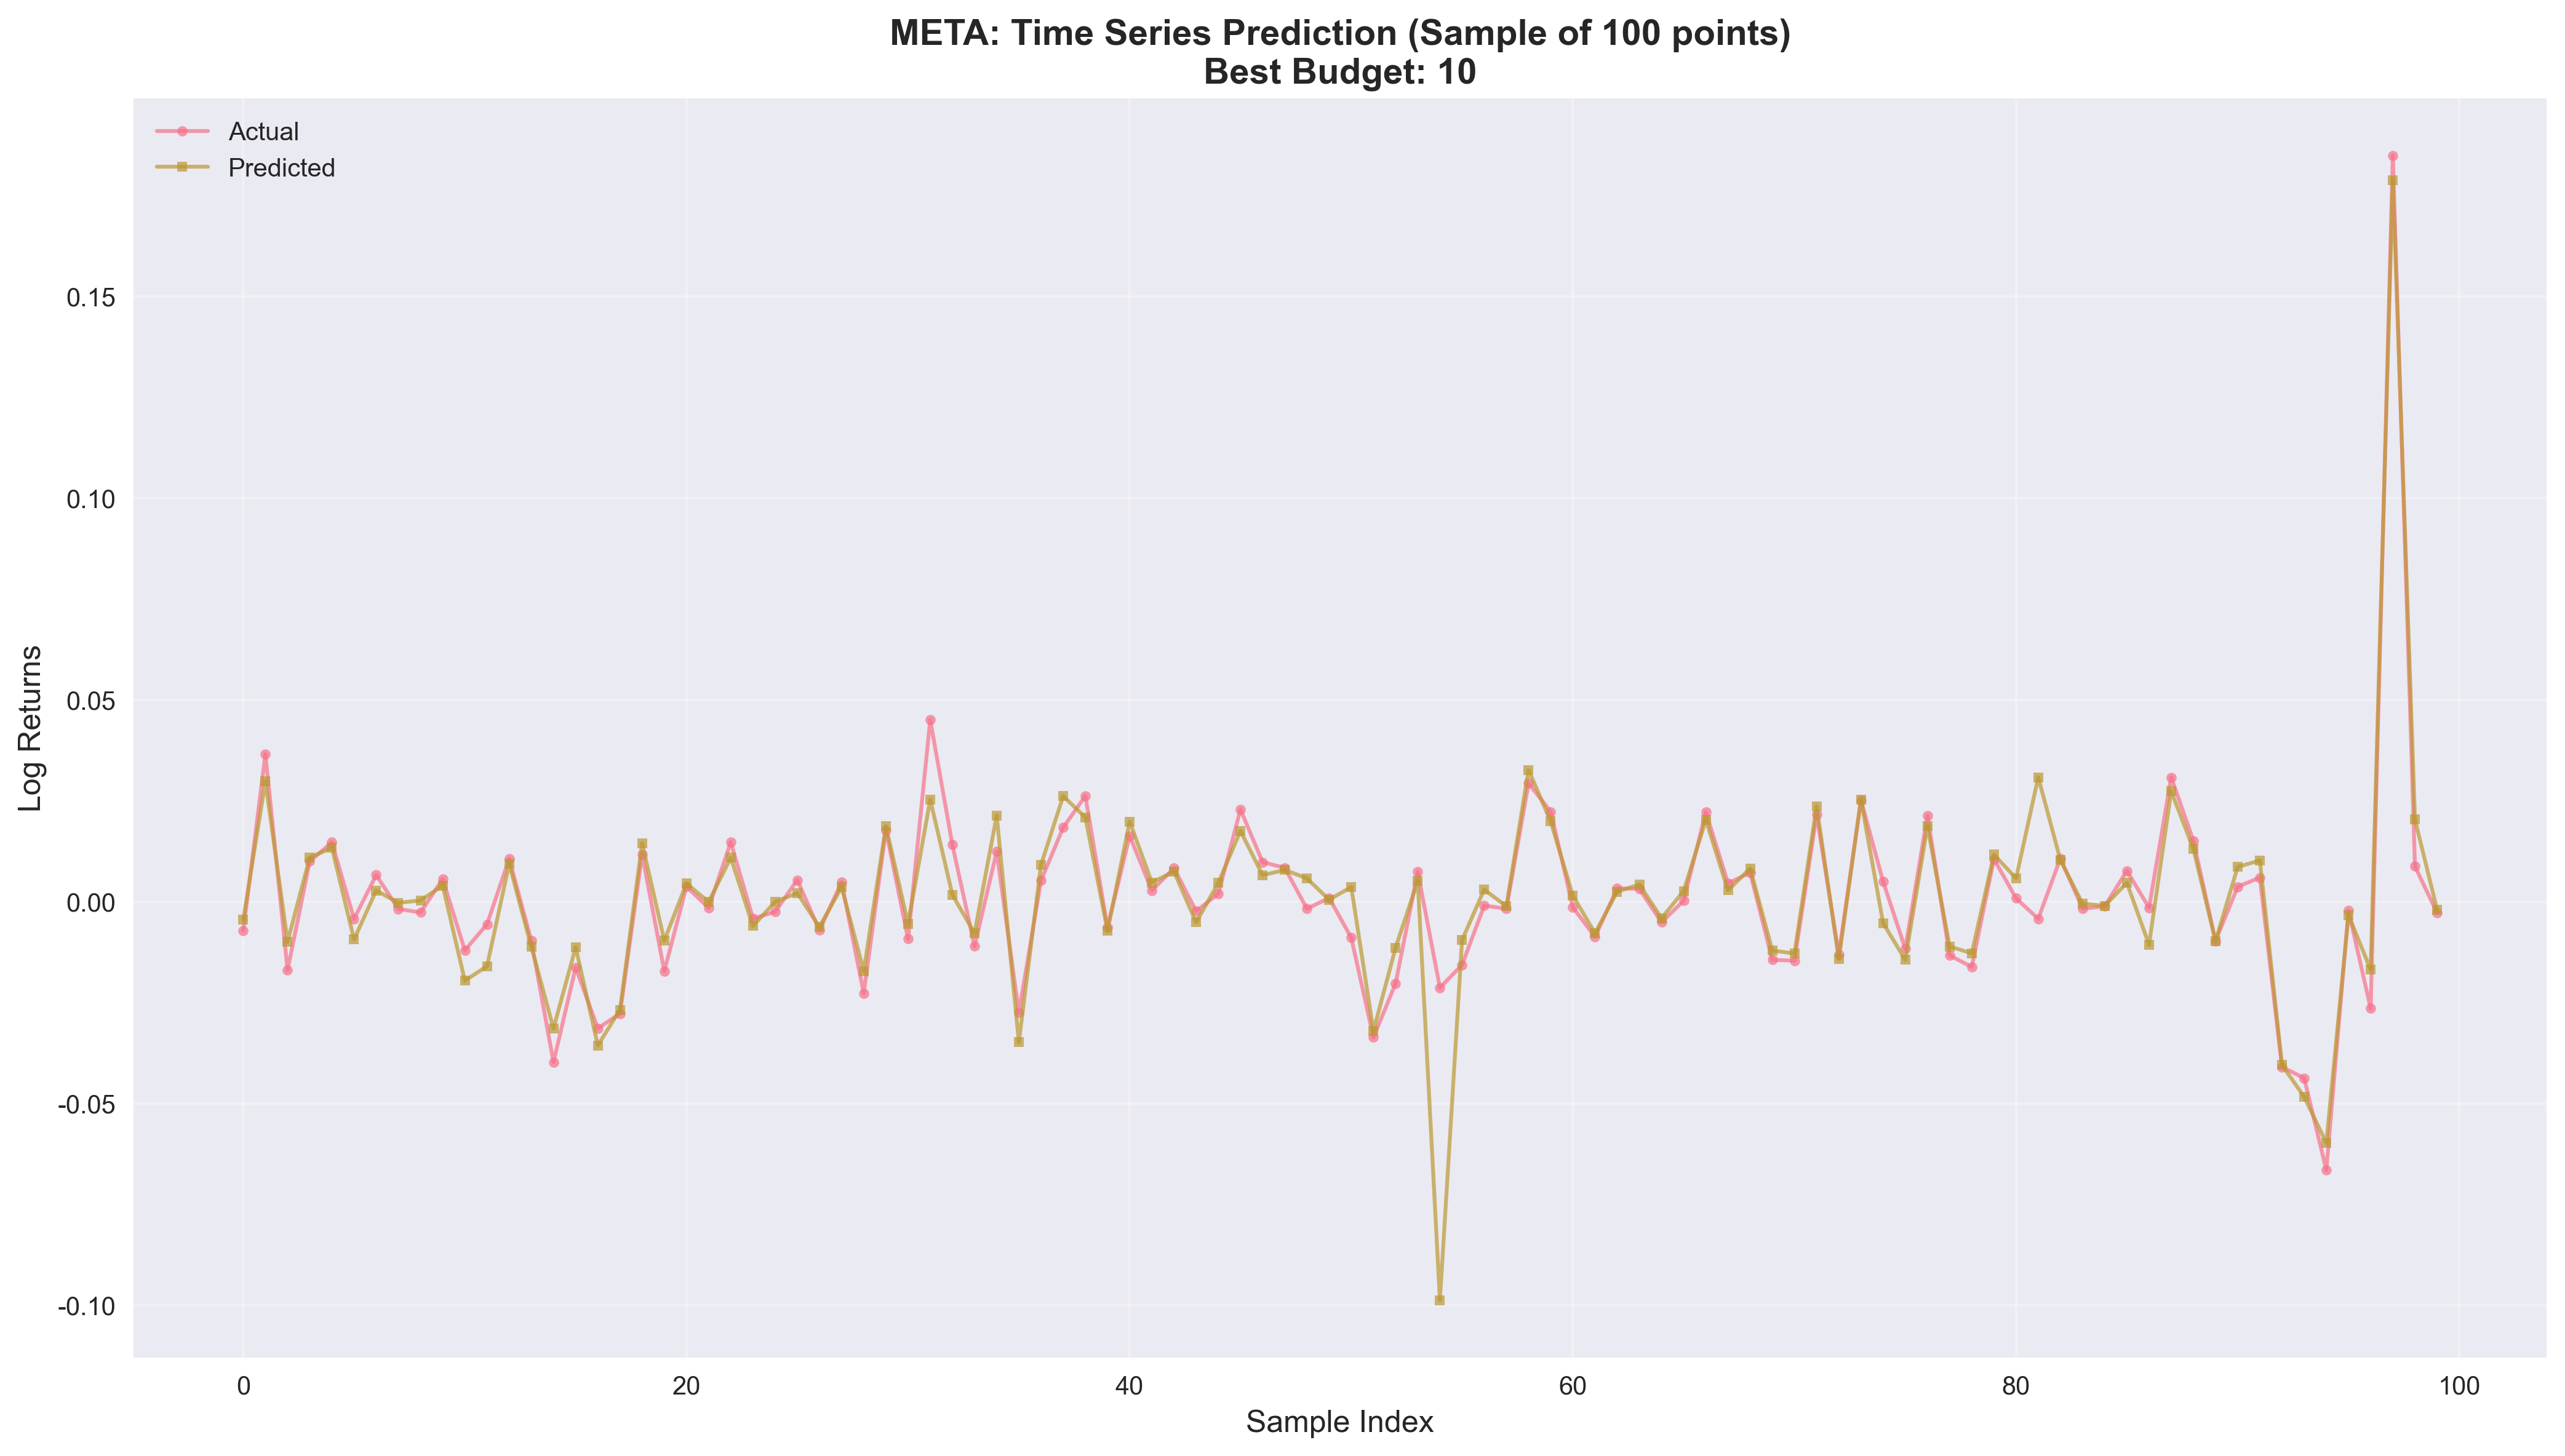 META: Time Series Prediction (Sample of 100 points)
Best Budget: 10
Actual
Predicted
0.15
0.10
0.05
0.00
-0.05
-0.10
Log Returns
0 20 40 60 80 100
Sample Index